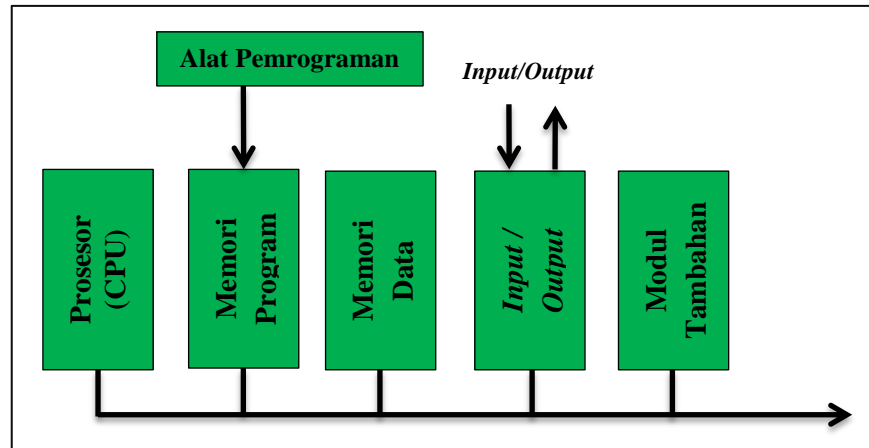 Alat Pemrograman
Input/Output
Prosesor
(CPU)
Memori
Program
Memori
Data
Input /
Output
Modul
Tambahan